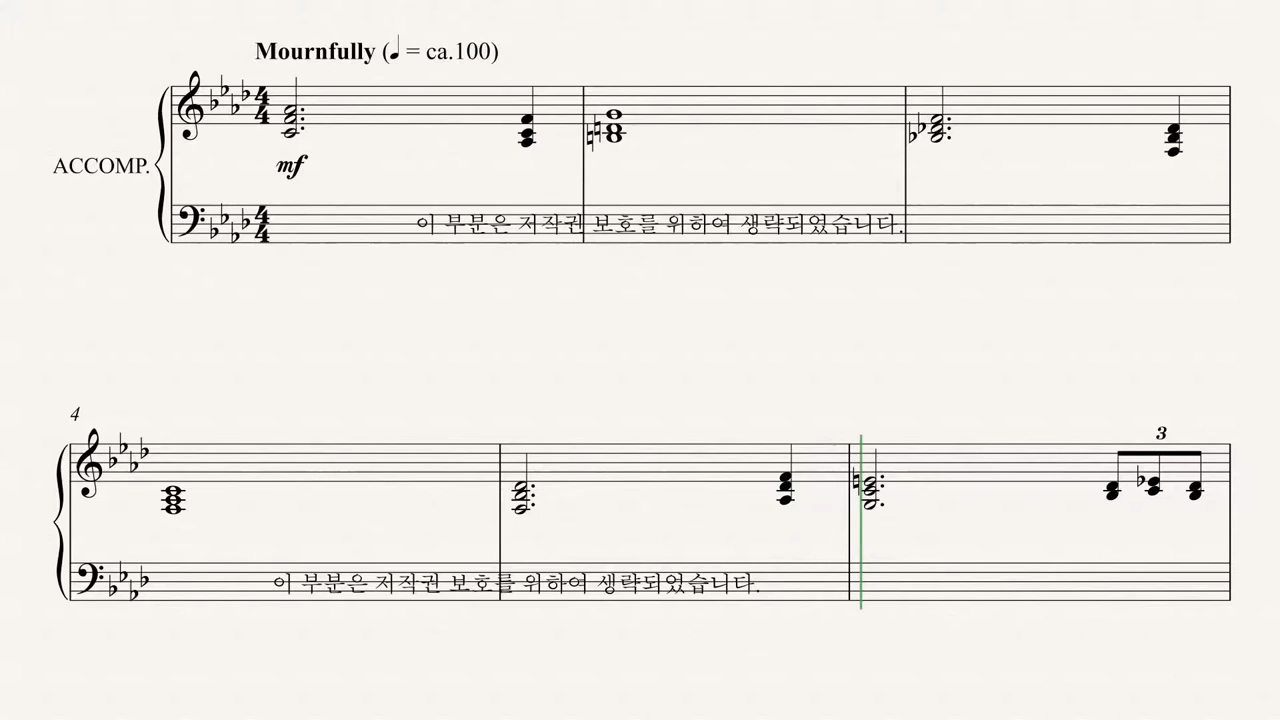 Mournfully (♩ = ca.100)
ACCOMP.
mf
이 부분은 저작권 보호를 위하여 생략되었습니다.
4
3
이 부분은 저작권 보호를 위하여 생략되었습니다.